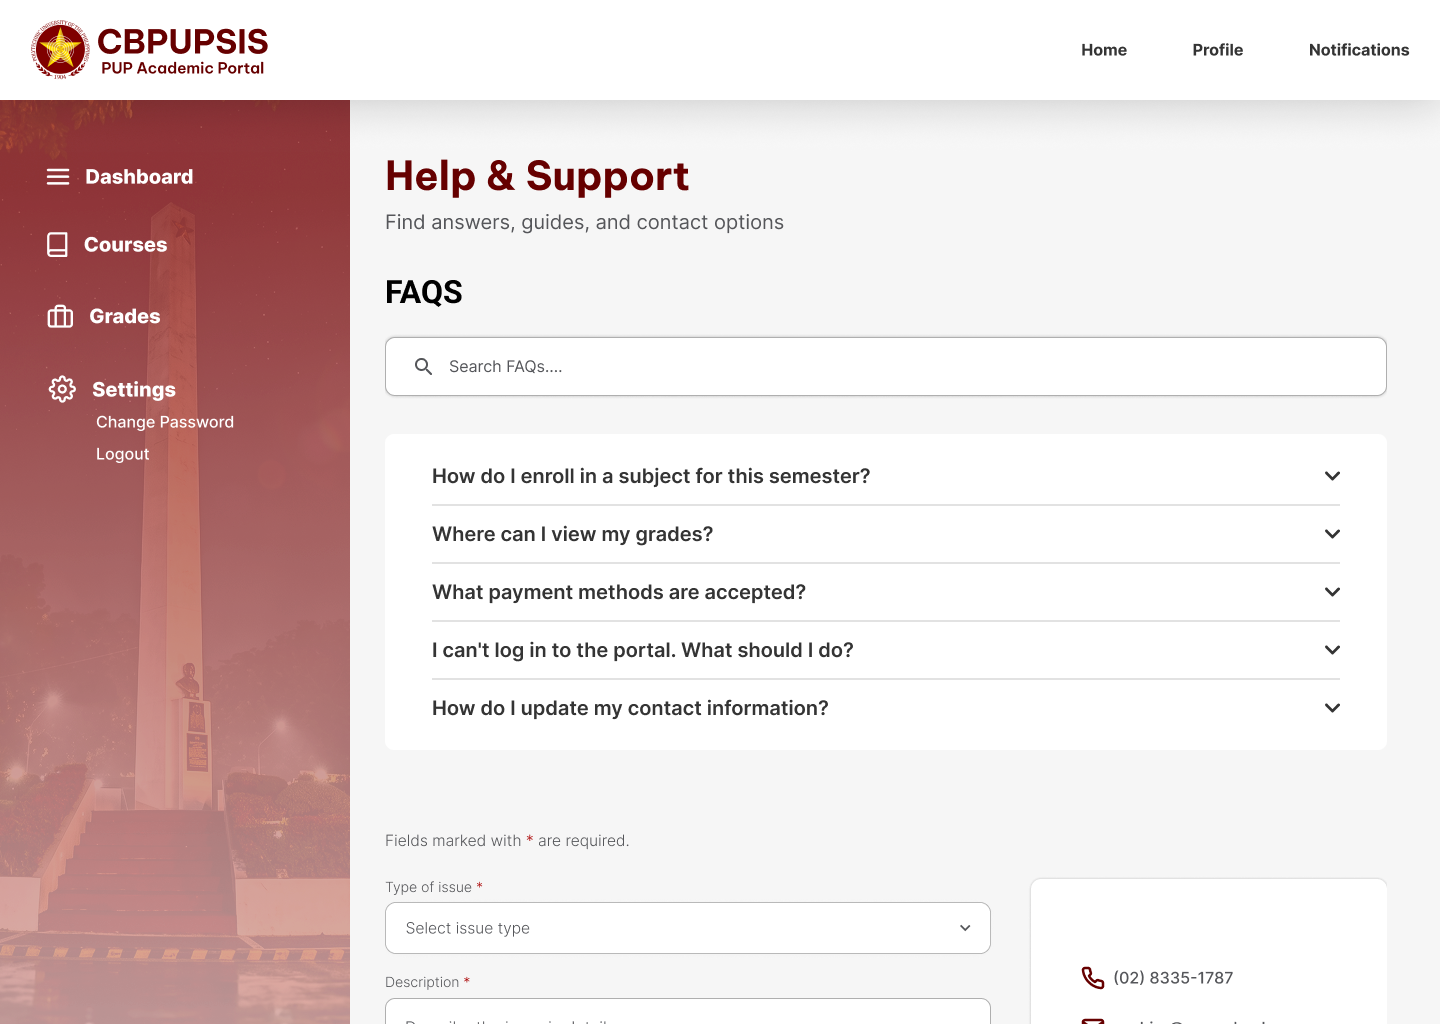 CBPUPSIS
PUP Academic Portal
1904
Home
Profile
Notifications
Dashboard
Courses
Grades
Settings
Change Password
Logout
Help & Support
Find answers, guides, and contact options
FAQS
Search FAQs....
How do I enroll in a subject for this semester?
Where can I view my grades?
What payment methods are accepted?
I can't log in to the portal. What should I do?
How do I update my contact information?
Fields marked with * are required.
Type of issue *
Select issue type
Description *
(02) 8335-1787